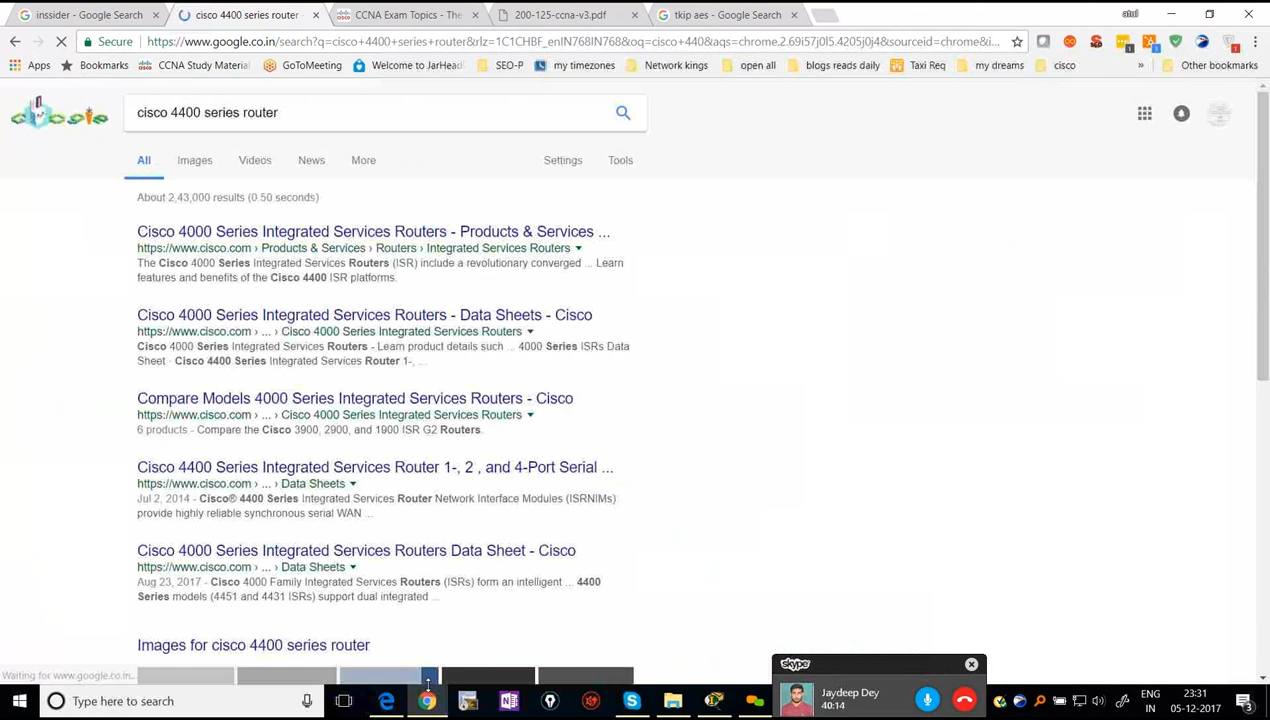 inssider - Google Search
cisco 4400 series router
CCNA Exam Topics - The
200-125-ccna-v3.pdf
tkip aes - Google Search
atul
Secure
https://www.google.co.in/search?q=cisco+4400+series+router&rlz=1C1CHBF_enIN768IN768&oq=cisco+440&aqs=chrome.2.69i57j0l5.4205j0j4&sourceid=chrome&i...
Apps
Bookmarks
CCNA Study Material
GoToMeeting
Welcome to JarHead
SEO-P
my timezones
Network kings
open all
blogs reads daily
Taxi Req
my dreams
cisco
»
Other bookmarks
cisco 4400 series router
All
Images
Videos
News
More
Settings
Tools
About 2,43,000 results (0.50 seconds)
Cisco 4000 Series Integrated Services Routers - Products & Services ...
https://www.cisco.com › Products & Services › Routers › Integrated Services Routers
The Cisco 4000 Series Integrated Services Routers (ISR) include a revolutionary converged ... Learn
features and benefits of the Cisco 4400 ISR platforms.
Cisco 4000 Series Integrated Services Routers - Data Sheets - Cisco
https://www.cisco.com › ... › Cisco 4000 Series Integrated Services Routers
Cisco 4000 Series Integrated Services Routers - Learn product details such ... 4000 Series ISRs Data
Sheet · Cisco 4400 Series Integrated Services Router 1-, ...
Compare Models 4000 Series Integrated Services Routers - Cisco
https://www.cisco.com › ... › Cisco 4000 Series Integrated Services Routers
6 products - Compare the Cisco 3900, 2900, and 1900 ISR G2 Routers.
Cisco 4400 Series Integrated Services Router 1-, 2 , and 4-Port Serial ...
https://www.cisco.com › ... › Data Sheets
Jul 2, 2014 - Cisco® 4400 Series Integrated Services Router Network Interface Modules (ISRNIMs)
provide highly reliable synchronous serial WAN ...
Cisco 4000 Series Integrated Services Routers Data Sheet - Cisco
https://www.cisco.com › ... › Data Sheets
Aug 23, 2017 - Cisco 4000 Family Integrated Services Routers (ISRs) form an intelligent ... 4400
Series models (4451 and 4431 ISRs) support dual integrated ...
Images for cisco 4400 series router
Waiting for www.google.co.in...
skype
Jaydeep Dey
40:14
Type here to search
ENG
IN
23:31
05-12-2017
3